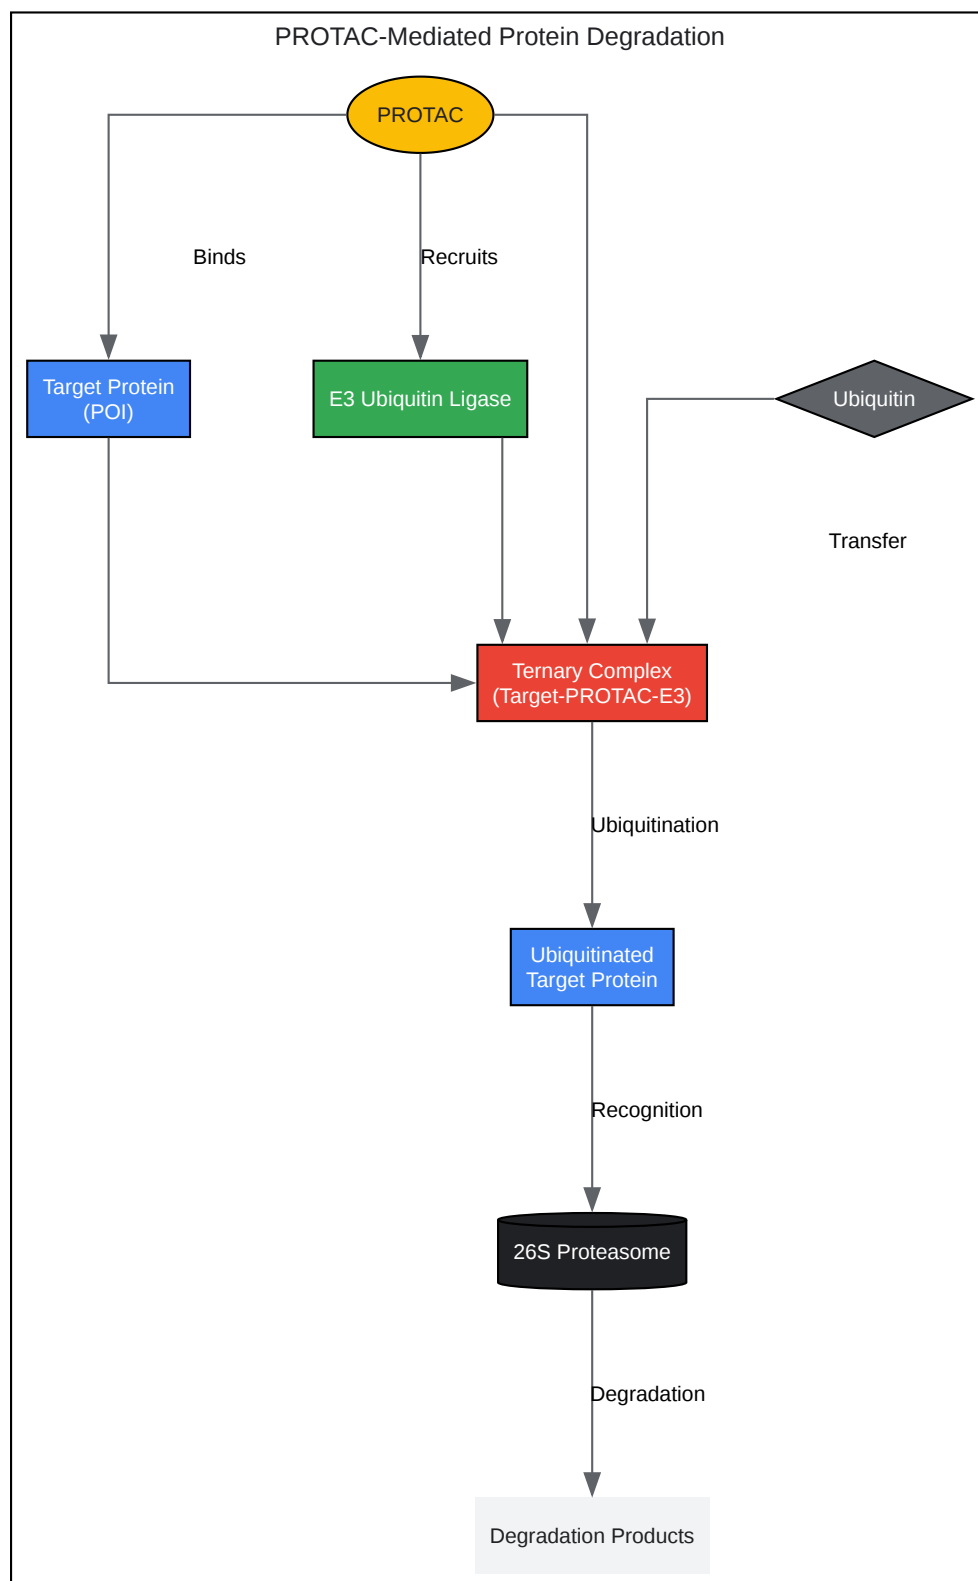 PROTAC-Mediated Protein Degradation
PROTAC
Binds
Recruits
Target Protein
(POI)
E3 Ubiquitin Ligase
Ubiquitin
Transfer
Ternary Complex
(Target-PROTAC-E3)
Ubiquitination
Ubiquitinated
Target Protein
Recognition
26S Proteasome
Degradation
Degradation Products